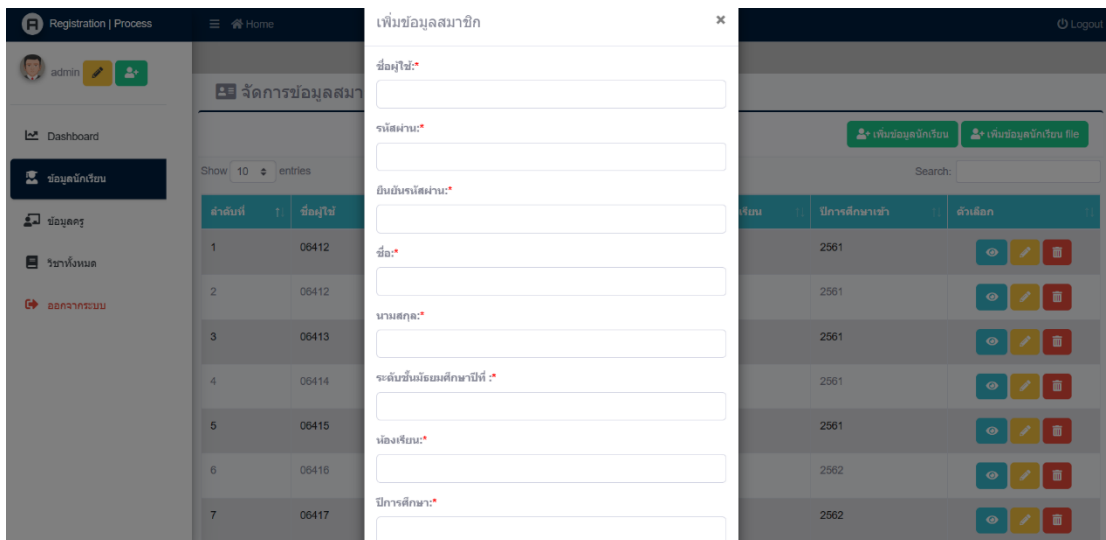 Registration | Process
Home
Logout
admin
Dashboard
ข้อมูลนักเรียน
ข้อมูลครู
วิชาทั้งหมด
ออกจากระบบ
จัดการข้อมูลสมา
เพิ่มข้อมูลนักเรียน
เพิ่มข้อมูลนักเรียน file
Show 10 entries
Search:
ลำดับที่ ชื่อผู้ใช้ เรียน ปีการศึกษาเข้า ตัวเลือก
1 06412 2561
2 06412 2561
3 06413 2561
4 06414 2561
5 06415 2561
6 06416 2562
7 06417 2562
เพิ่มข้อมูลสมาชิก
ชื่อผู้ใช้:*
รหัสผ่าน:*
ยืนยันรหัสผ่าน:*
ชื่อ:*
นามสกุล:*
ระดับชั้นมัธยมศึกษาปีที่ :*
ห้องเรียน:*
ปีการศึกษา:*